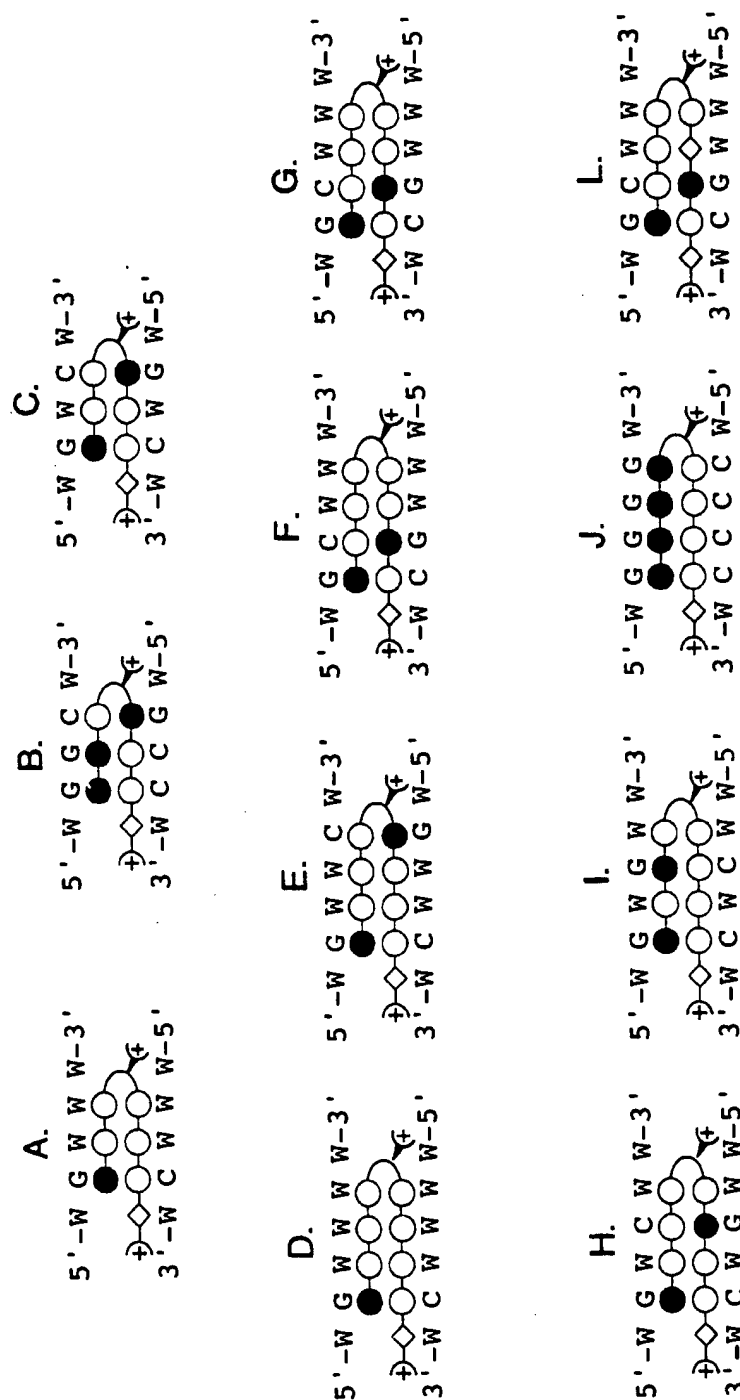 A.
5'-W G W W W-3'
3'-W C W W W-5'
B.
5'-W G G C W-3'
3'-W C C G W-5'
C.
5'-W G W C W-3'
3'-W C W G W-5'
D.
5'-W G W W W W-3'
3'-W C W W W W-5'
E.
5'-W G W W C W-3'
3'-W C W W G W-5'
F.
5'-W G C W W W-3'
3'-W C G W W W-5'
G.
5'-W G C W W W-3'
3'-W C G W W W-5'
H.
5'-W G W C W W-3'
3'-W C W G W W-5'
I.
5'-W G W G W W-3'
3'-W C W C W W-5'
J.
5'-W G G G G W-3'
3'-W C C C C W-5'
L.
5'-W G C W W W-3'
3'-W C G W W W-5'